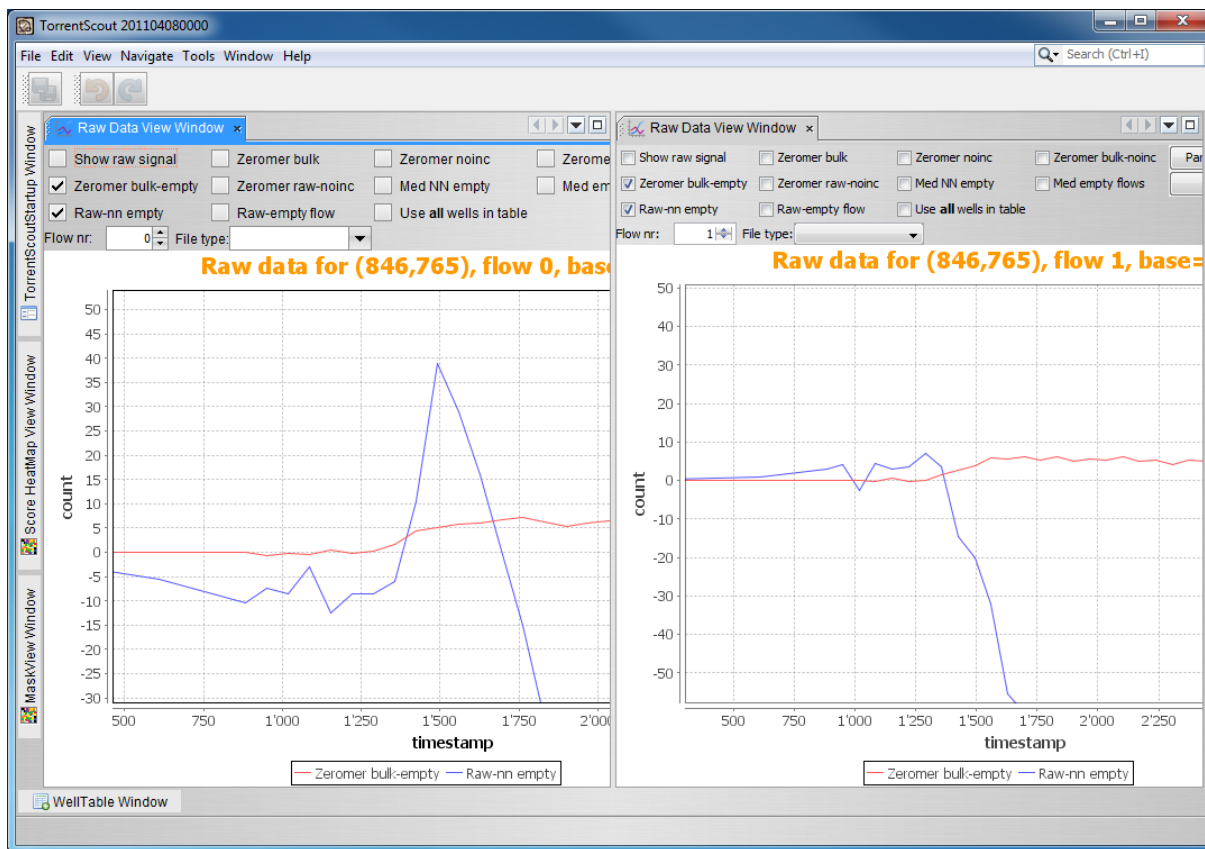 TorrentScout 201104080000
File Edit View Navigate Tools Window Help
Search (Ctrl+I)
TorrentScoutStartup Window
Score HeatMap View Window
MaskView Window
Raw Data View Window
Show raw signal Zeromer bulk Zeromer noinc Zerome
Zeromer bulk-empty Zeromer raw-noinc Med NN empty Med em
Raw-nn empty Raw-empty flow Use all wells in table
Flow nr: 0 File type:
Raw data for (846,765), flow 0, bas
50
45
40
35
30
25
20
15
10
5
0
-5
-10
-15
-20
-25
-30
count
500 750 1'000 1'250 1'500 1'750 2'000
timestamp
Zeromer bulk-empty Raw-nn empty
Raw Data View Window
Show raw signal Zeromer bulk Zeromer noinc Zeromer bulk-noinc Par
Zeromer bulk-empty Zeromer raw-noinc Med NN empty Med empty flows
Raw-nn empty Raw-empty flow Use all wells in table
Flow nr: 1 File type:
Raw data for (846,765), flow 1, base=
50
40
30
20
10
0
-10
-20
-30
-40
-50
count
500 750 1'000 1'250 1'500 1'750 2'000 2'250
timestamp
Zeromer bulk-empty Raw-nn empty
WellTable Window